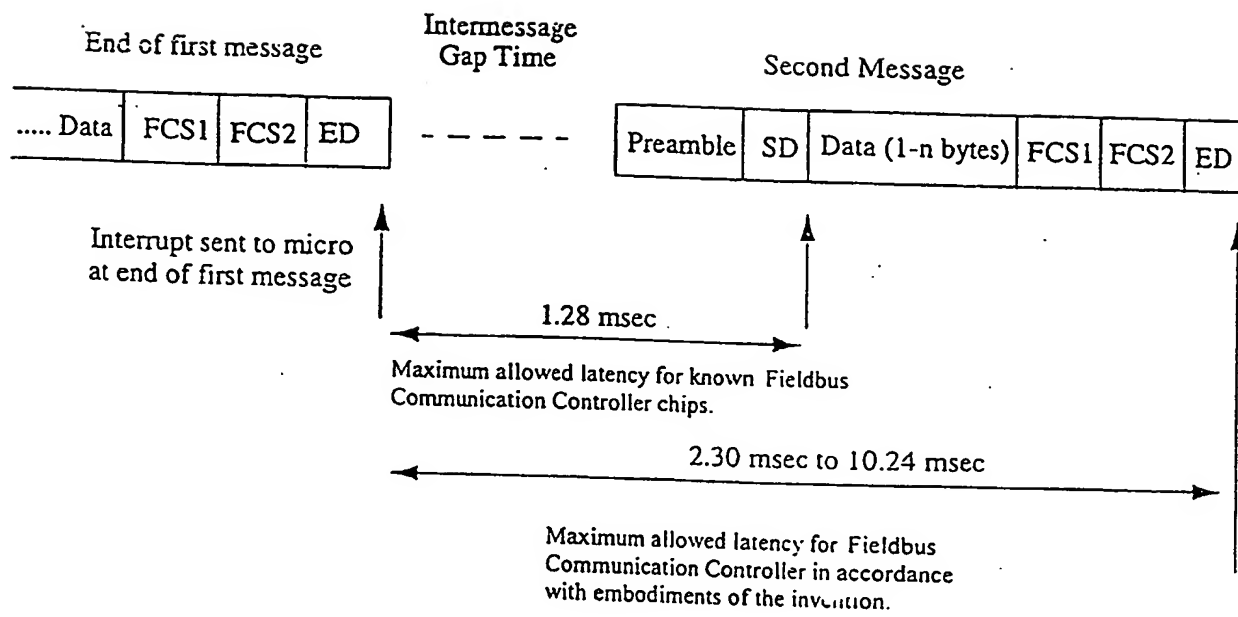 End of first message
Intermessage
Gap Time
Second Message
..... Data FCS1 FCS2 ED
Preamble SD Data (1-n bytes) FCS1 FCS2 ED
Interrupt sent to micro
at end of first message
1.28 msec
Maximum allowed latency for known Fieldbus
Communication Controller chips.
2.30 msec to 10.24 msec
Maximum allowed latency for Fieldbus
Communication Controller in accordance
with embodiments of the invention.